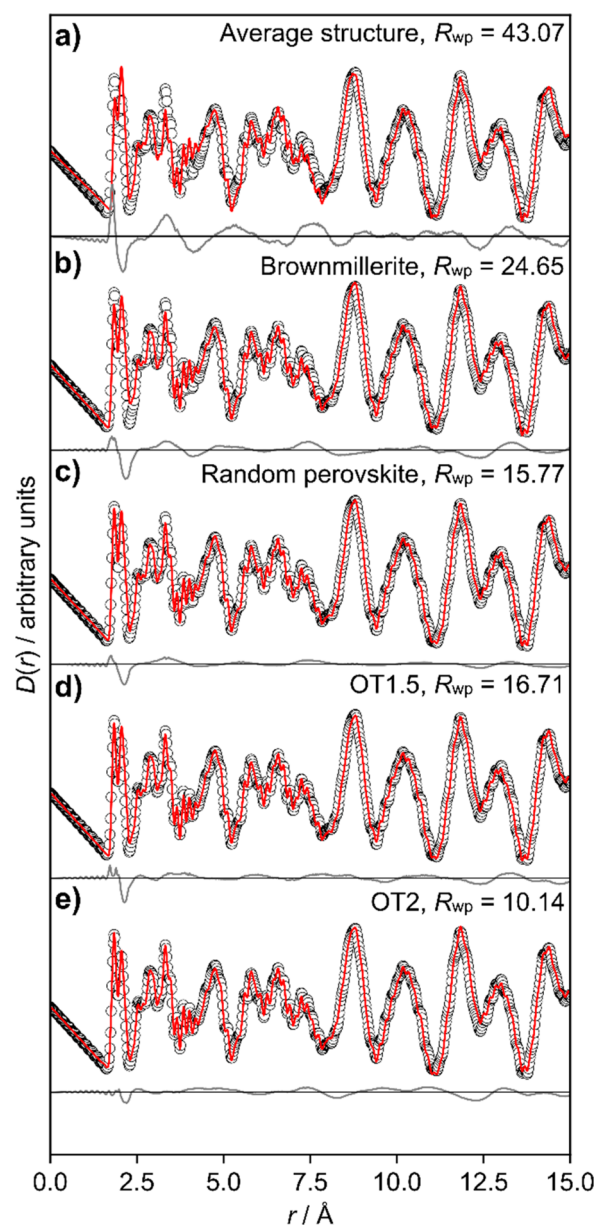 a) Average structure, Rwp = 43.07
b) Brownmillerite, Rwp = 24.65
c) Random perovskite, Rwp = 15.77
d) OT1.5, Rwp = 16.71
e) OT2, Rwp = 10.14
D(r) / arbitrary units
0.0 2.5 5.0 7.5 10.0 12.5 15.0
r / Å